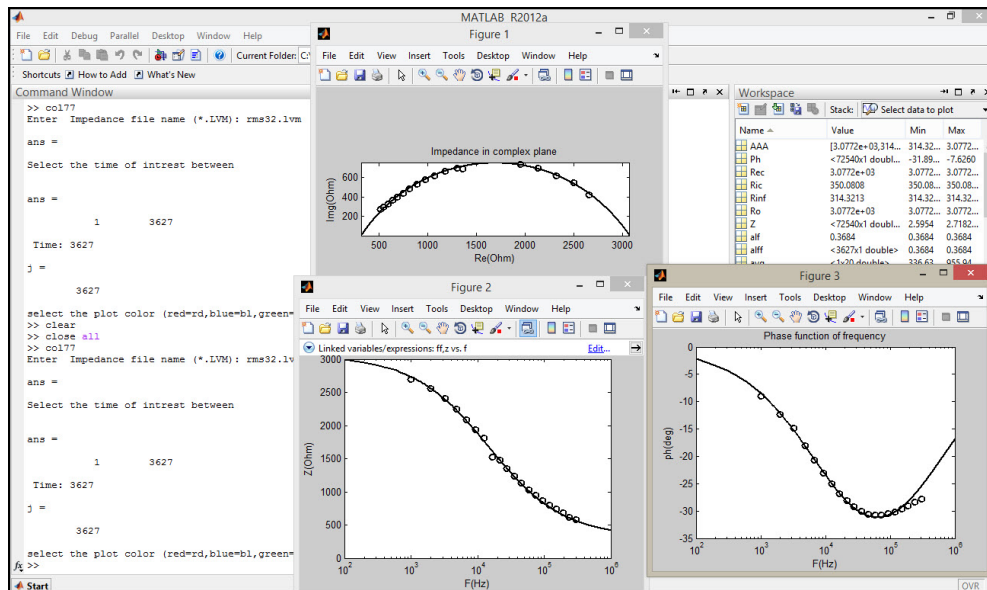 MATLAB R2012a
File Edit Debug Parallel Desktop Window Help
Current Folder: C:
Shortcuts How to Add What's New
Command Window
>> col77
Enter Impedance file name (*.LVM): rms32.lvm
ans =
Select the time of intrest between
ans =
1 3627
Time: 3627
j =
3627
select the plot color (red=rd,blue=bl,green=
>> clear
>> close all
>> col77
Enter Impedance file name (*.LVM): rms32.lv
ans =
Select the time of intrest between
ans =
1 3627
Time: 3627
j =
3627
select the plot color (red=rd,blue=bl,green=
fx >>
Start
Figure 1
File Edit View Insert Tools Desktop Window Help
Impedance in complex plane
Img(Ohm)
600
400
200
500 1000 1500 2000 2500 3000
Re(Ohm)
Figure 2
File Edit View Insert Tools Desktop Window Help
Linked variables/expressions: ff,z vs. f Edit...
Z(Ohm)
3000
2500
2000
1500
1000
500
0
10^2 10^3 10^4 10^5 10^6
F(Hz)
Workspace
Stack: Select data to plot
Name Value Min Max
AAA [3.0772e+03,314... 314.32... 3.0772...
Ph <72540x1 doubl... -31.89... -7.6260
Rec 3.0772e+03 3.0772... 3.0772...
Ric 350.0808 350.08... 350.08...
Rinf 314.3213 314.32... 314.32...
Ro 3.0772e+03 3.0772... 3.0772...
Z <72540x1 doubl... 2.5954 2.7182...
alf 0.3684 0.3684 0.3684
alff <3627x1 double> 0.3684 0.3684
<1x20 double> 336.63 955.94
Figure 3
File Edit View Insert Tools Desktop Window Help
Phase function of frequency
ph(deg)
0
-5
-10
-15
-20
-25
-30
-35
10^2 10^3 10^4 10^5 10^6
F(Hz)
OVR